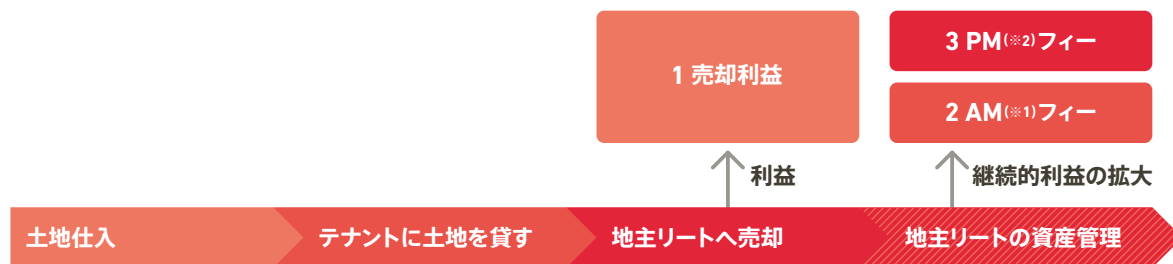 1 売却利益
3 PM(※2)フィー
2 AM(※1)フィー
利益
継続的利益の拡大
土地仕入
テナントに土地を貸す
地主リートへ売却
地主リートの資産管理